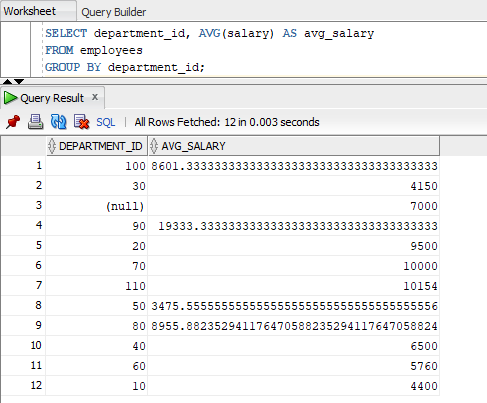 Worksheet Query Builder
SELECT department_id, AVG(salary) AS avg_salary
FROM employees
GROUP BY department_id;
Query Result x
SQL | All Rows Fetched: 12 in 0.003 seconds
DEPARTMENT_ID AVG_SALARY
1 100 8601.333333333333333333333333333333333333
2 30 4150
3 (null) 7000
4 90 19333.3333333333333333333333333333333333
5 20 9500
6 70 10000
7 110 10154
8 50 3475.555555555555555555555555555555555556
9 80 8955.882352941176470588235294117647058824
10 40 6500
11 60 5760
12 10 4400